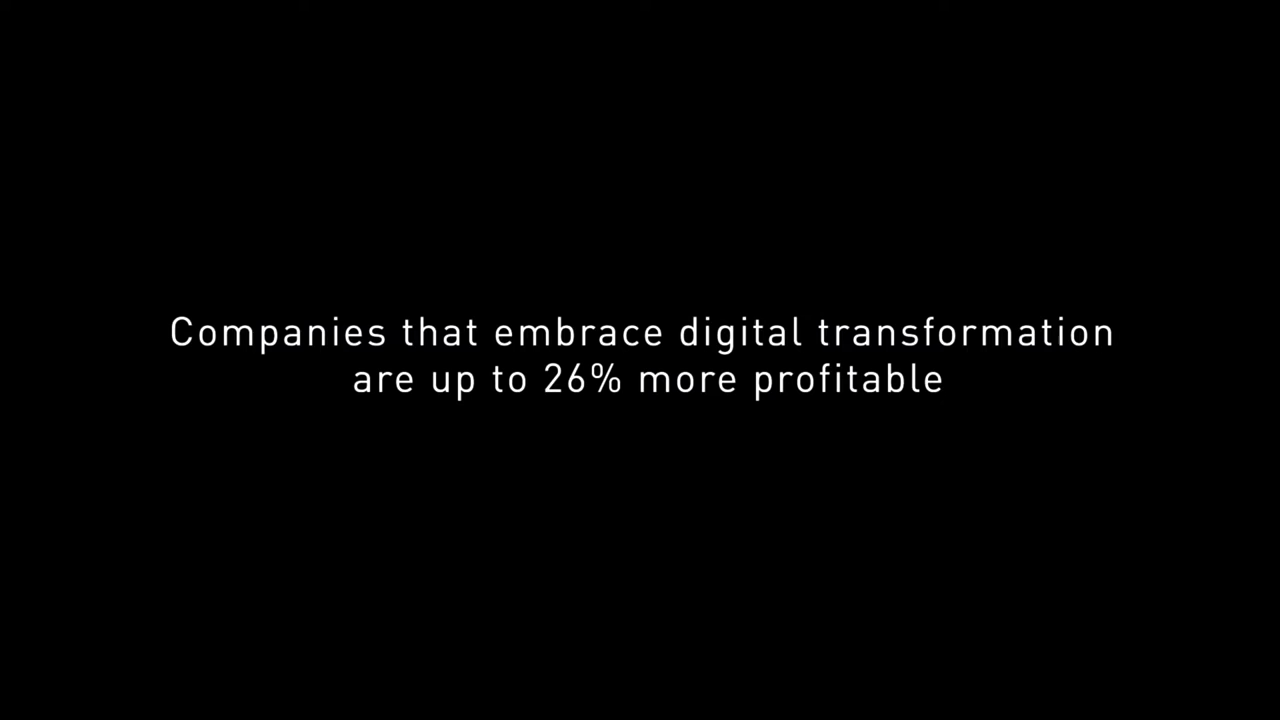 Companies that embrace digital transformation
are up to 26% more profitable